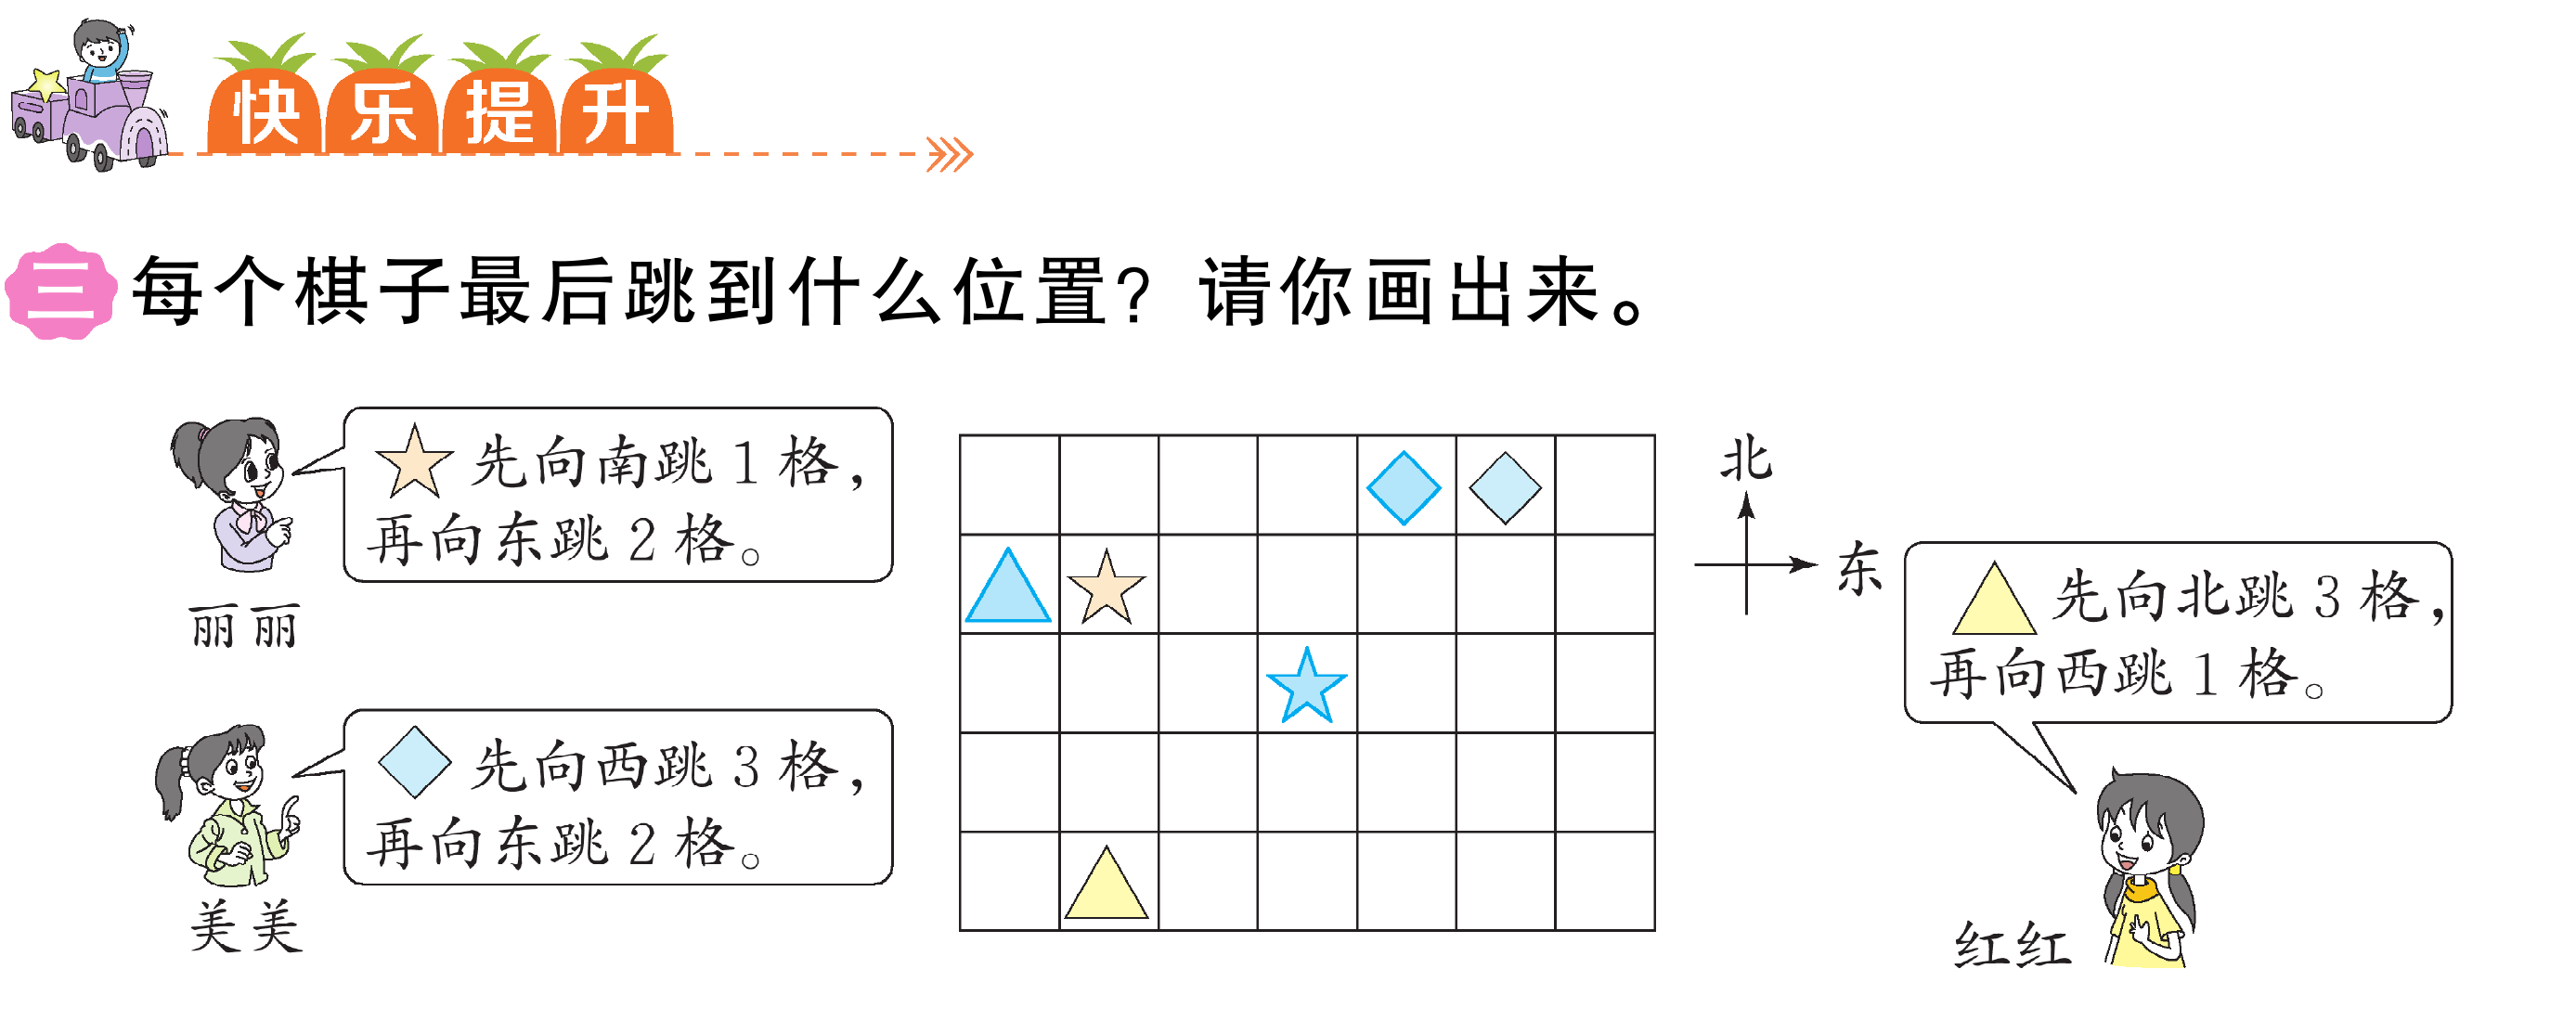 快乐提升
三 每个棋子最后跳到什么位置？请你画出来。
先向南跳 1 格，
再向东跳 2 格。
丽丽
先向西跳 3 格，
再向东跳 2 格。
美美
北
东
先向北跳 3 格，
再向西跳 1 格。
红红